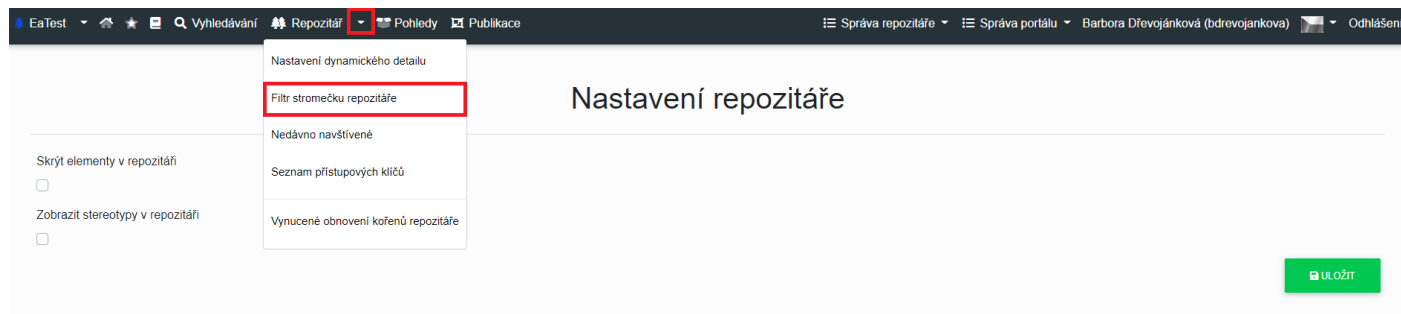 EaTest Vyhledávání Repozitář Pohledy Publikace Správa repozitáře Správa portálu Barbora Dřevojánková (bdrevojankova) Odhlášení
Nastavení dynamického detailu
Filtr stromečku repozitáře
Nastavení repozitáře
Nedávno navštívené
Skrýt elementy v repozitáři
Seznam přístupových klíčů
Zobrazit stereotypy v repozitáři
Vynucené obnovení kořenů repozitáře
ULOŽIT